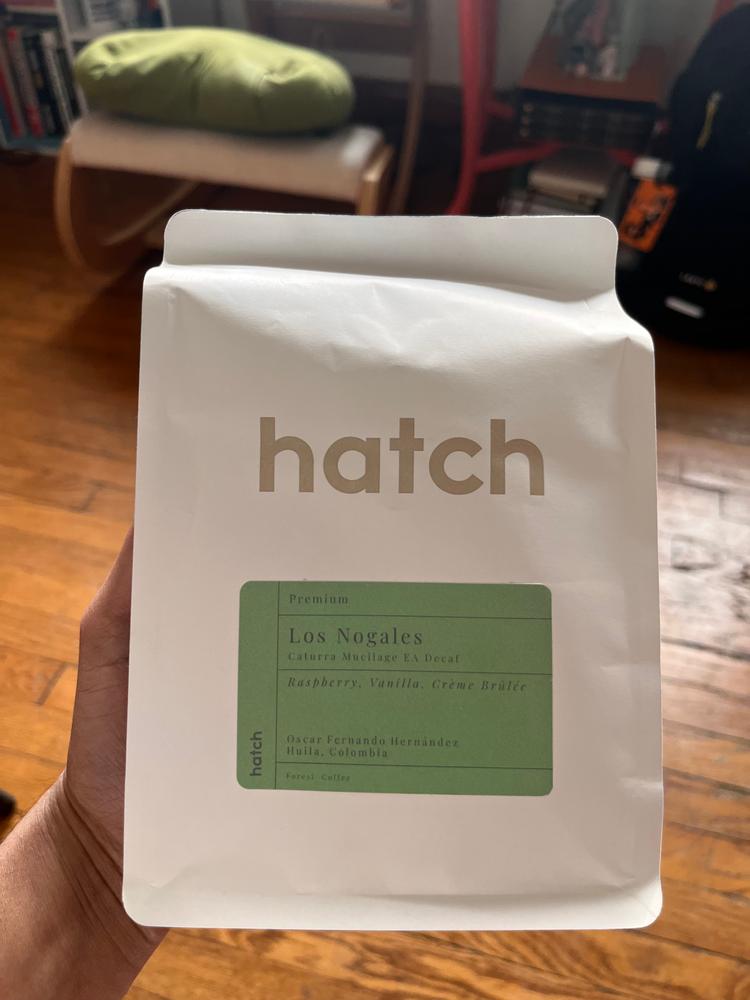 hatch
Premium
Los Nogales
Caturra Mucilage EA Decaf
Raspberry, Vanilla, Crème Brûlée
Oscar Fernando Hernández
Huila, Colombia
Forest Coffee
hatch